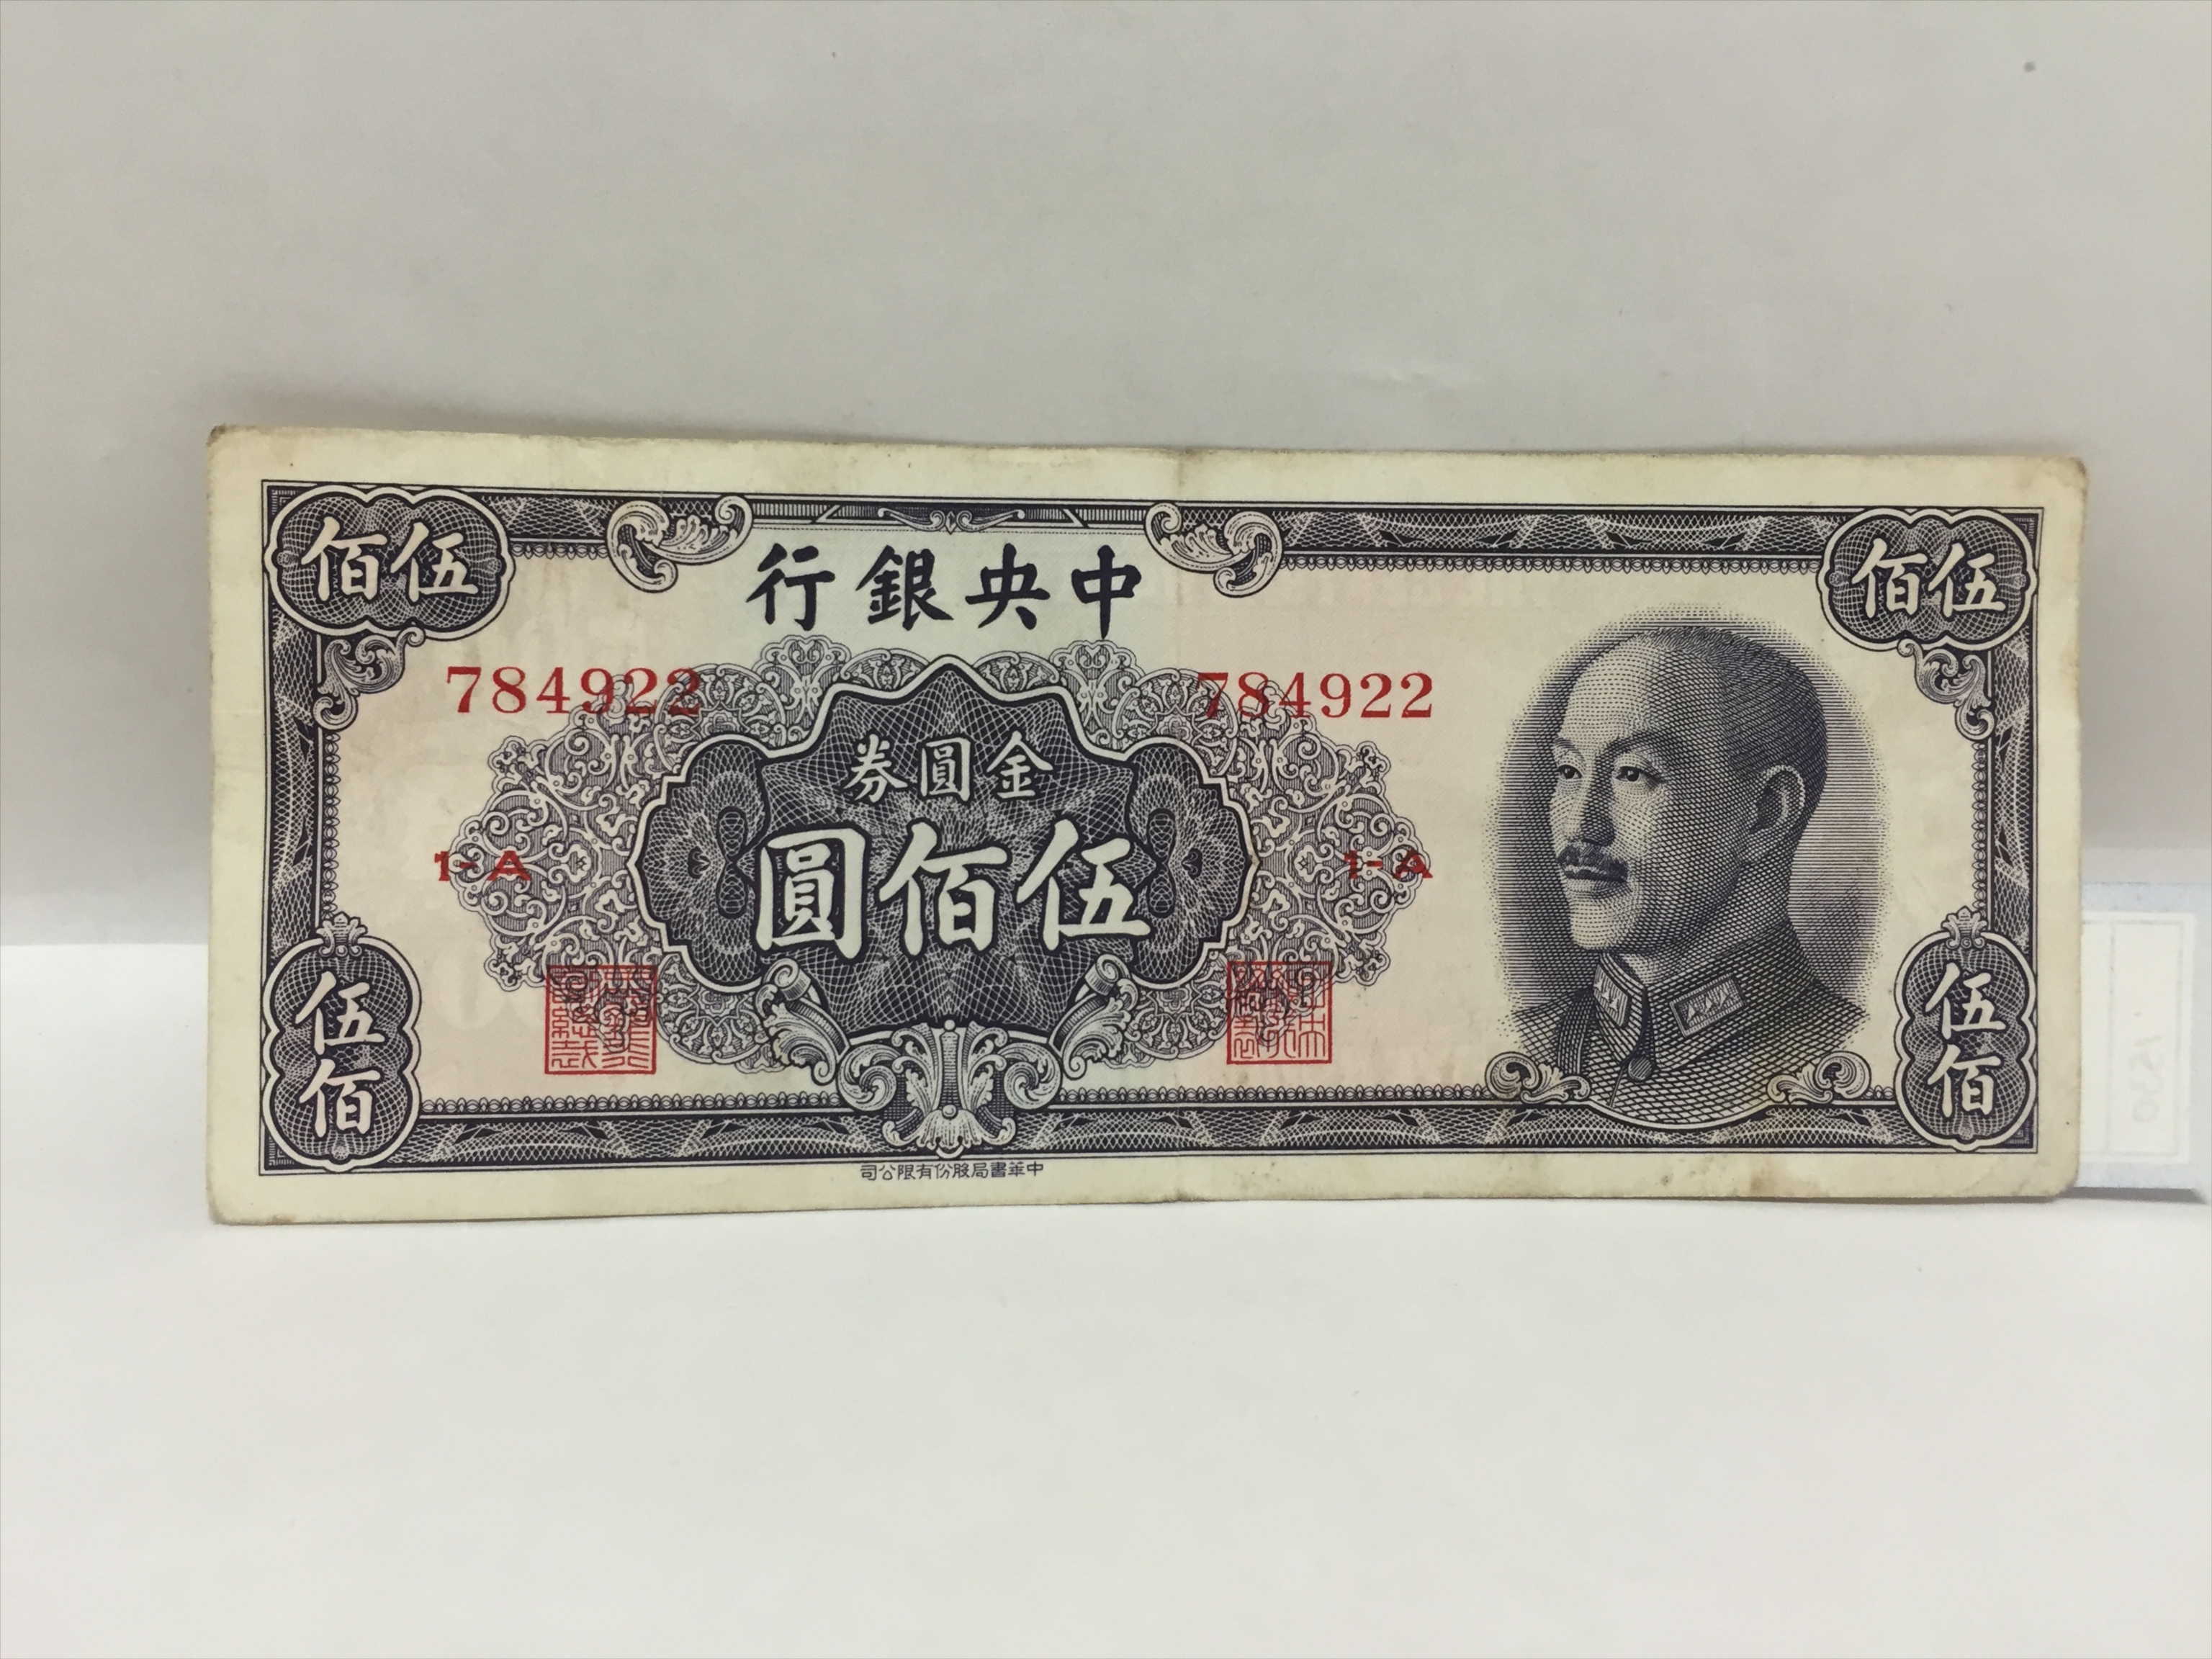 伍佰
中央銀行
伍佰
784922
784922
金圓券
伍佰圓
1-A
1-A
伍佰
伍佰
中華書局股份有限公司